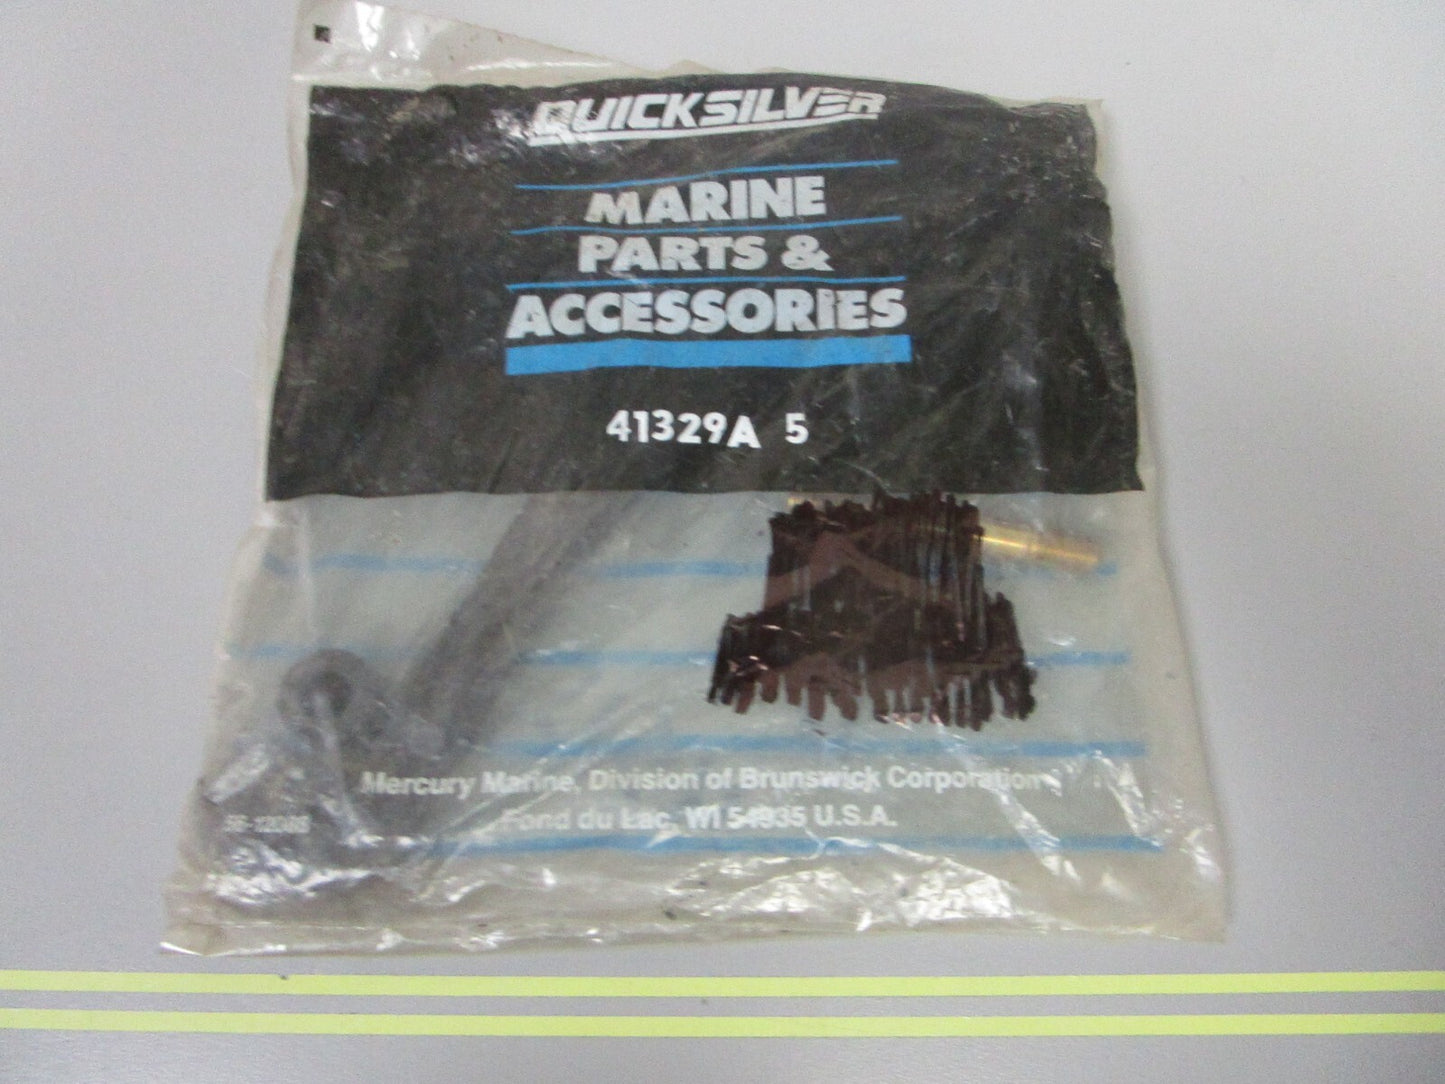 QUICKSILVER
MARINE
PARTS &
ACCESSORIES
41329A 5
Mercury Marine, Division of Brunswick Corporation
Fond du Lac, WI 54935 U.S.A.